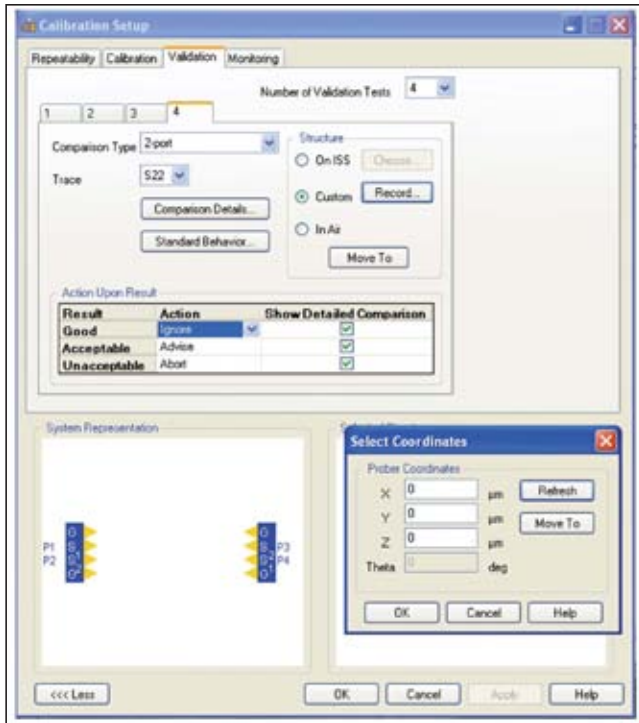 Calibration Setup
Repeatability Calibration Validation Monitoring
Number of Validation Tests 4
1 2 3 4
Comparison Type 2-port
Trace S22
Comparison Details...
Standard Behavior...
Structure
On ISS Choose...
Custom Record...
In Air
Move To
Action Upon Result
Result Action Show Detailed Comparison
Good Ignore
Acceptable Advise
Unacceptable Abort
System Representation
P1
P2
G
S
P3
P4
G
S
Select Coordinates
Prober Coordinates
X 0 µm Refresh
Y 0 µm Move To
Z 0 µm
Theta 0 deg
OK Cancel Help
<<< Less OK Cancel Apply Help